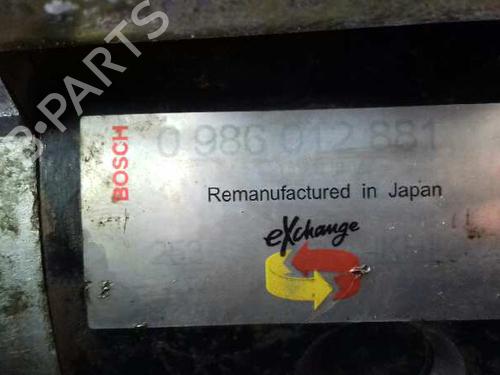 B-PARTS
BOSCH
0 986 012 881
Remanufactured in Japan
eXchange